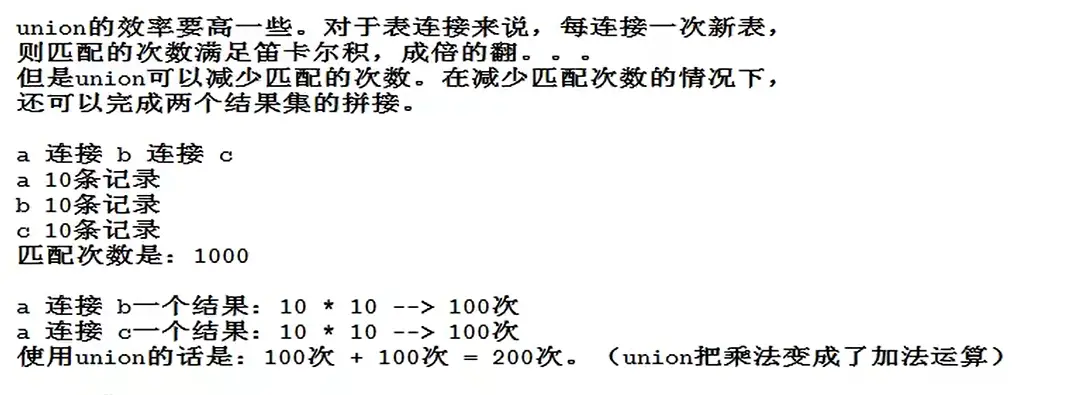 union的效率要高一些。对于表连接来说，每连接一次新表，
则匹配的次数满足笛卡尔积，成倍的翻。。。
但是union可以减少匹配的次数。在减少匹配次数的情况下，
还可以完成两个结果集的拼接。
a 连接 b 连接 c
a 10条记录
b 10条记录
c 10条记录
匹配次数是：1000
a 连接 b一个结果：10 * 10 --> 100次
a 连接 c一个结果：10 * 10 --> 100次
使用union的话是：100次 + 100次 = 200次。（union把乘法变成了加法运算）